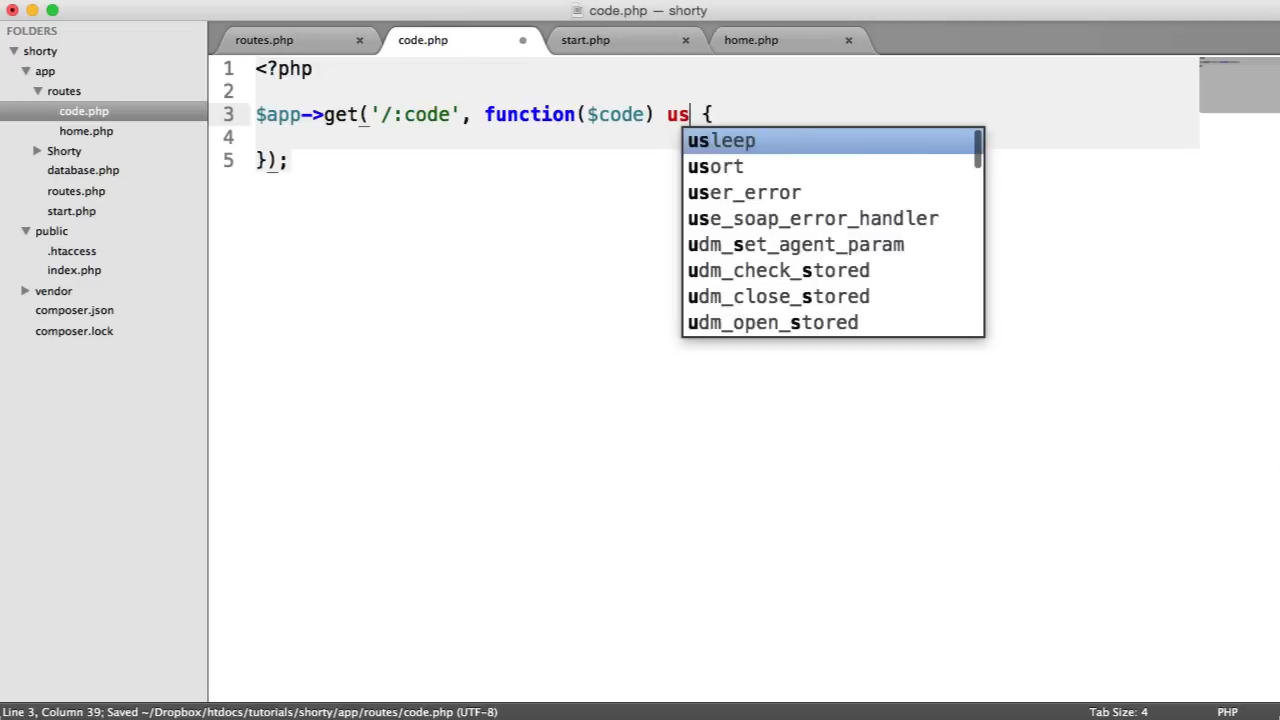 code.php — shorty
FOLDERS
shorty
app
routes
code.php
home.php
Shorty
database.php
routes.php
start.php
public
.htaccess
index.php
vendor
composer.json
composer.lock
routes.php
code.php
start.php
home.php
1 <?php
2
3 $app->get('/:code', function($code) us {
4
5 });
usleep
usort
user_error
use_soap_error_handler
udm_set_agent_param
udm_check_stored
udm_close_stored
udm_open_stored
Line 3, Column 39; Saved ~/Dropbox/htdocs/tutorials/shorty/app/routes/code.php (UTF-8)
Tab Size: 4
PHP